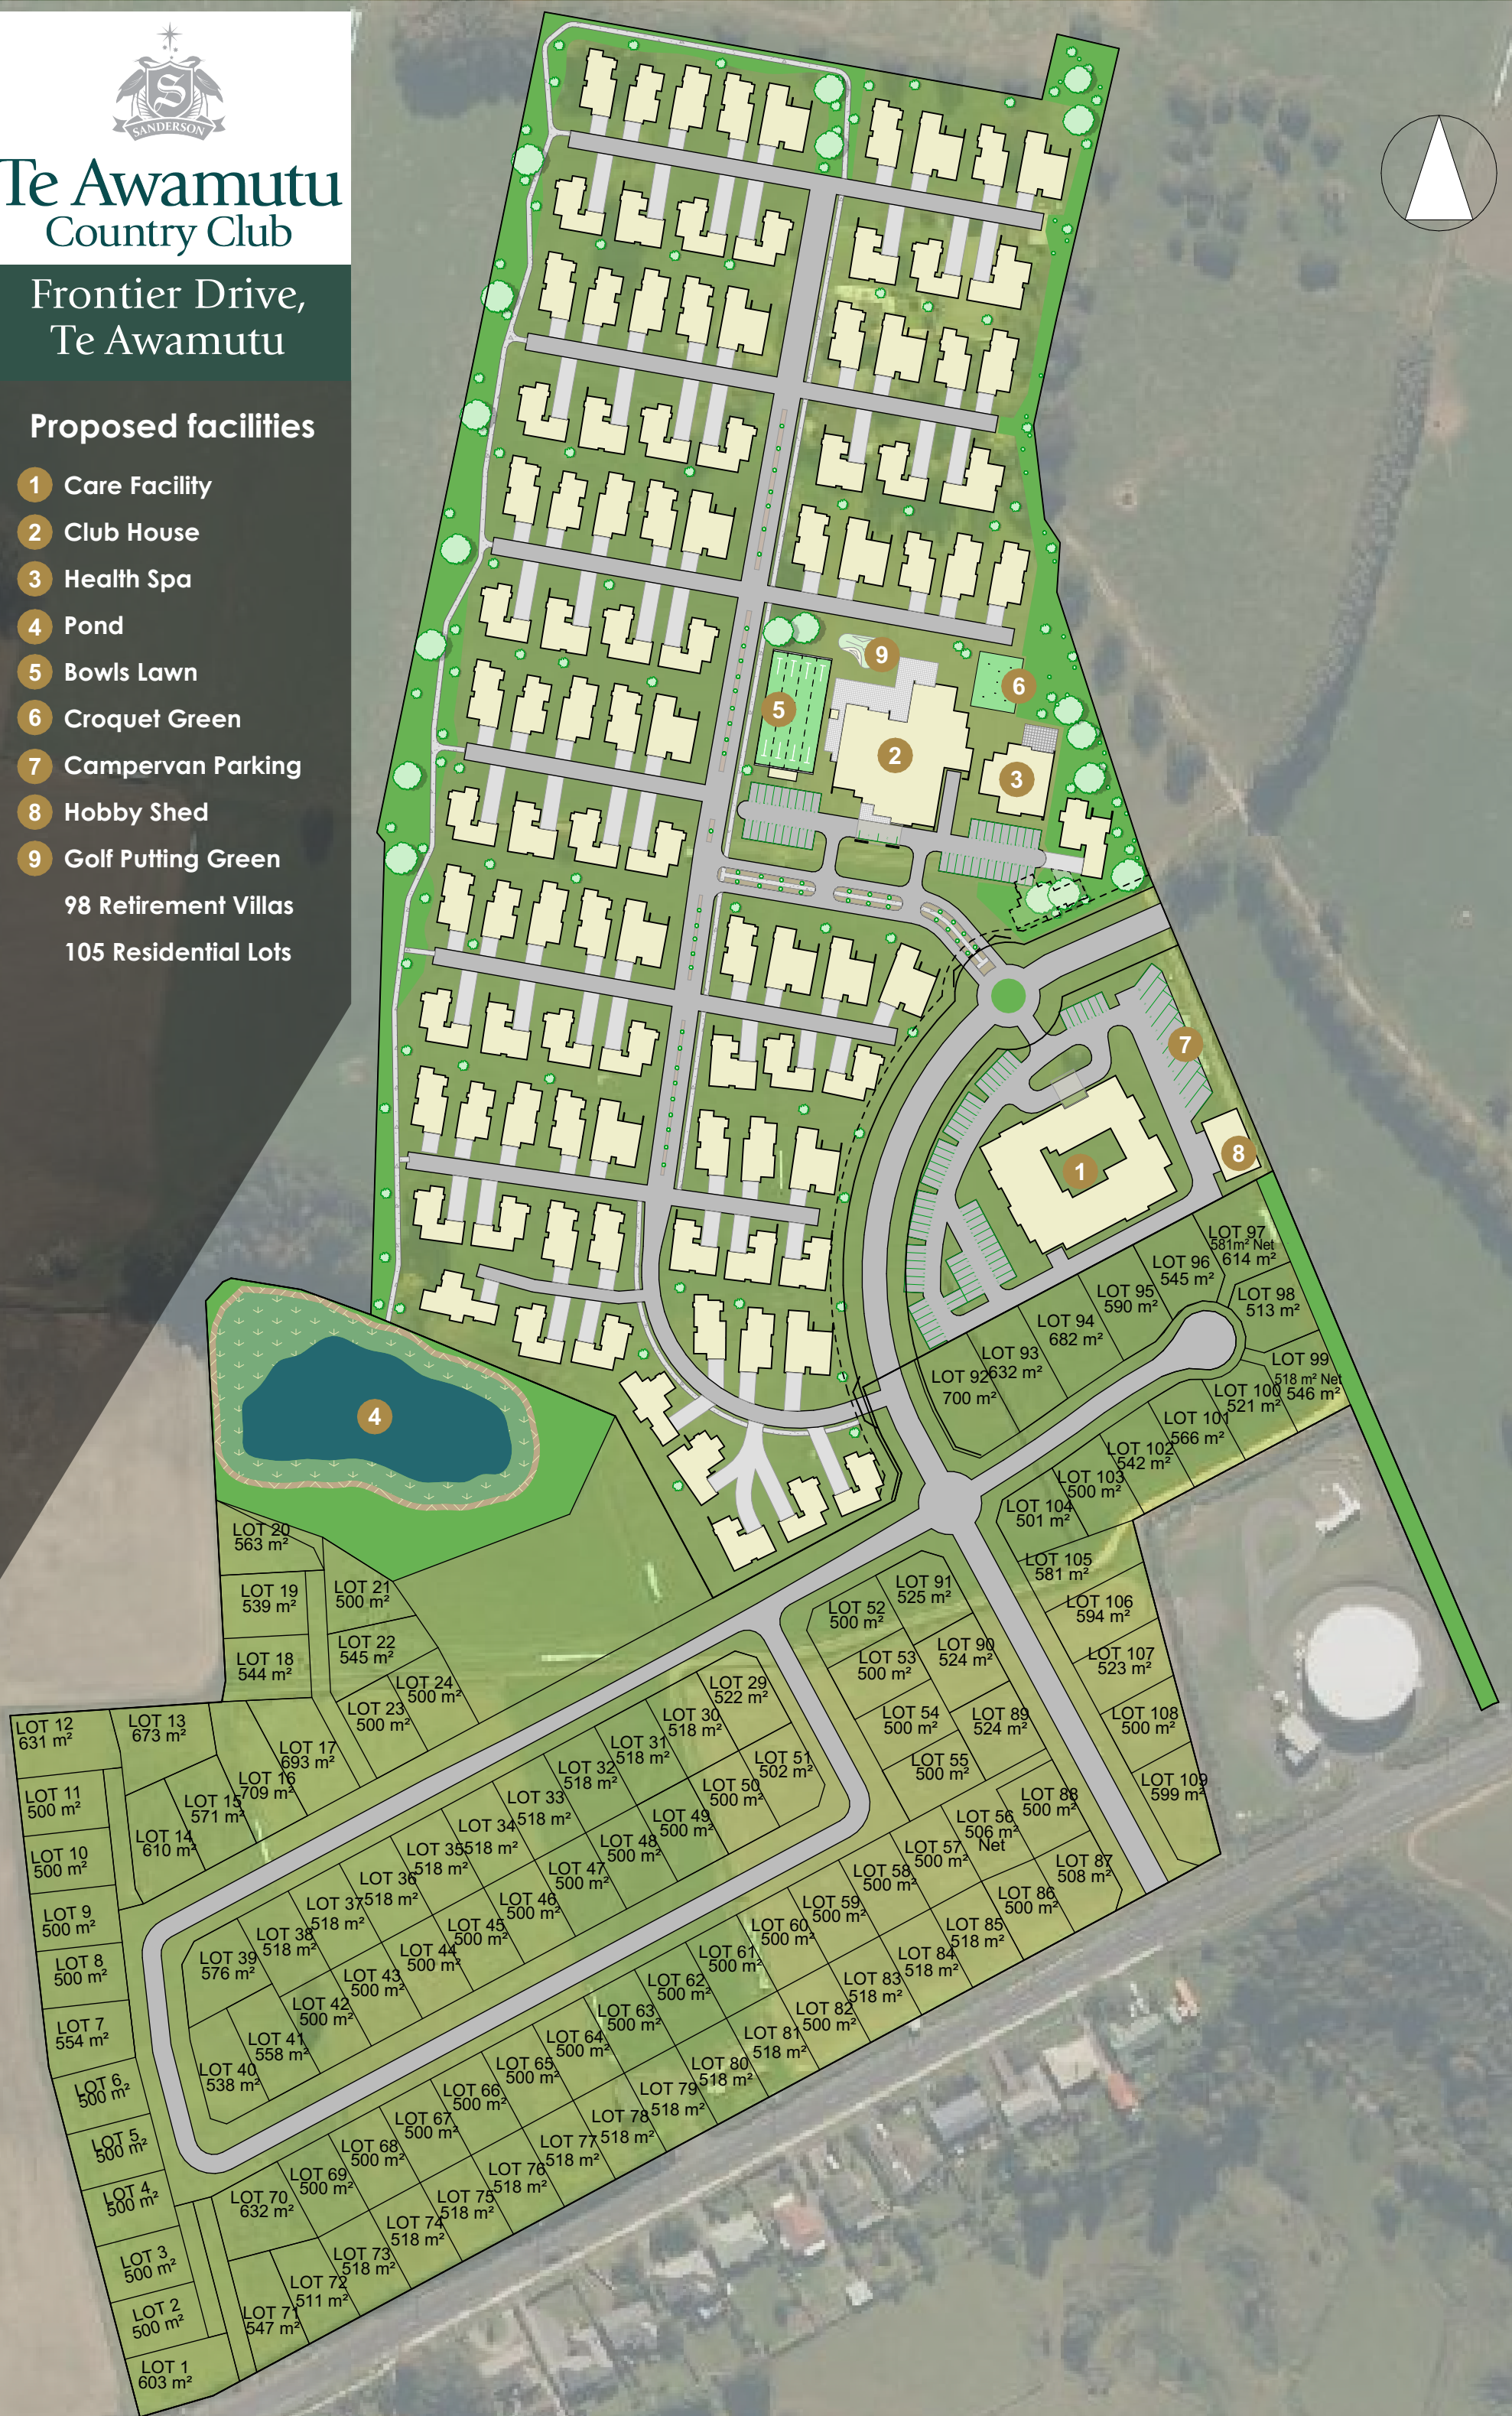 S
SANDERSON
Te Awamutu
Country Club
Frontier Drive,
Te Awamutu
Proposed facilities
1 Care Facility
2 Club House
3 Health Spa
4 Pond
5 Bowls Lawn
6 Croquet Green
7 Campervan Parking
8 Hobby Shed
9 Golf Putting Green
98 Retirement Villas
105 Residential Lots
9
6
5
2
3
7
8
1
4
LOT 97
581m² Net
614 m²
LOT 96
545 m²
LOT 95
590 m²
LOT 98
513 m²
LOT 94
682 m²
LOT 93
632 m²
LOT 92
700 m²
LOT 99
518 m² Net
546 m²
LOT 100
521 m²
LOT 101
566 m²
LOT 102
542 m²
LOT 103
500 m²
LOT 104
501 m²
LOT 105
581 m²
LOT 106
594 m²
LOT 107
523 m²
LOT 108
500 m²
LOT 109
599 m²
LOT 20
563 m²
LOT 19
539 m²
LOT 18
544 m²
LOT 21
500 m²
LOT 22
545 m²
LOT 24
500 m²
LOT 23
500 m²
LOT 12
631 m²
LOT 13
673 m²
LOT 17
693 m²
LOT 16
709 m²
LOT 15
571 m²
LOT 14
610 m²
LOT 11
500 m²
LOT 10
500 m²
LOT 9
500 m²
LOT 8
500 m²
LOT 7
554 m²
LOT 6
500 m²
LOT 5
500 m²
LOT 4
500 m²
LOT 3
500 m²
LOT 2
500 m²
LOT 1
603 m²
LOT 91
525 m²
LOT 52
500 m²
LOT 90
524 m²
LOT 53
500 m²
LOT 89
524 m²
LOT 54
500 m²
LOT 55
500 m²
LOT 88
500 m²
LOT 56
506 m²
Net
LOT 87
508 m²
LOT 57
500 m²
LOT 86
500 m²
LOT 58
500 m²
LOT 85
518 m²
LOT 59
500 m²
LOT 84
518 m²
LOT 60
500 m²
LOT 83
518 m²
LOT 61
500 m²
LOT 82
500 m²
LOT 62
500 m²
LOT 81
518 m²
LOT 63
500 m²
LOT 80
518 m²
LOT 64
500 m²
LOT 79
518 m²
LOT 65
500 m²
LOT 78
518 m²
LOT 66
500 m²
LOT 77
518 m²
LOT 67
500 m²
LOT 76
518 m²
LOT 68
500 m²
LOT 75
518 m²
LOT 69
500 m²
LOT 74
518 m²
LOT 70
632 m²
LOT 73
518 m²
LOT 72
511 m²
LOT 71
547 m²
LOT 29
522 m²
LOT 30
518 m²
LOT 31
518 m²
LOT 32
518 m²
LOT 33
518 m²
LOT 34
518 m²
LOT 35
518 m²
LOT 36
518 m²
LOT 37
518 m²
LOT 38
518 m²
LOT 39
576 m²
LOT 51
502 m²
LOT 50
500 m²
LOT 49
500 m²
LOT 48
500 m²
LOT 47
500 m²
LOT 46
500 m²
LOT 45
500 m²
LOT 44
500 m²
LOT 43
500 m²
LOT 42
500 m²
LOT 41
558 m²
LOT 40
538 m²